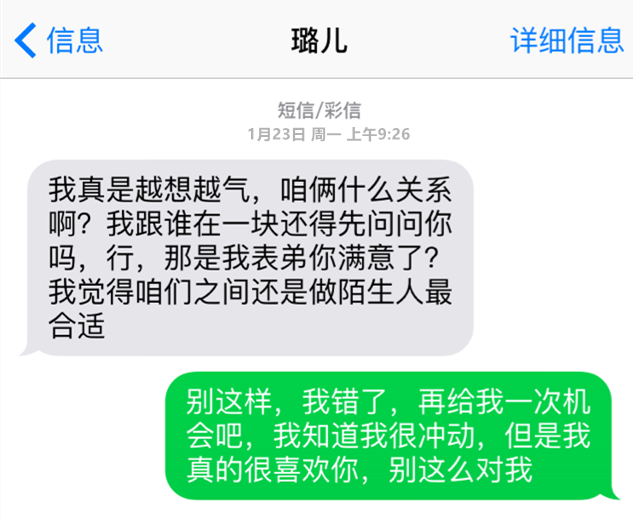 信息
璐儿
详细信息
短信/彩信
1月23日 周一 上午9:26
我真是越想越气，咱俩什么关系
啊？我跟谁在一块还得先问问你
吗，行，那是我表弟你满意了？
我觉得咱们之间还是做陌生人最
合适
别这样，我错了，再给我一次机
会吧，我知道我很冲动，但是我
真的很喜欢你，别这么对我